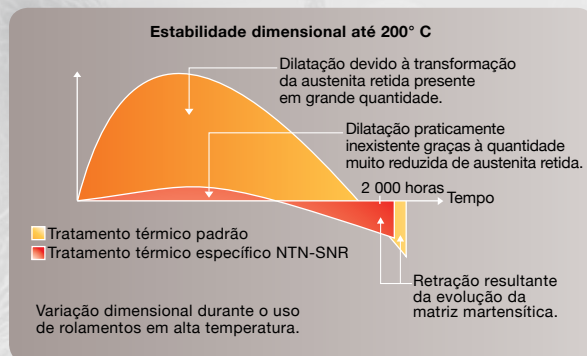 Estabilidade dimensional até 200° C
Dilatação devido à transformação
da austenita retida presente
em grande quantidade.
Dilatação praticamente
inexistente graças à quantidade
muito reduzida de austenita retida.
2 000 horas
Tempo
Tratamento térmico padrão
Tratamento térmico específico NTN-SNR
Retração resultante
da evolução da
matriz martensítica.
Variação dimensional durante o uso
de rolamentos em alta temperatura.